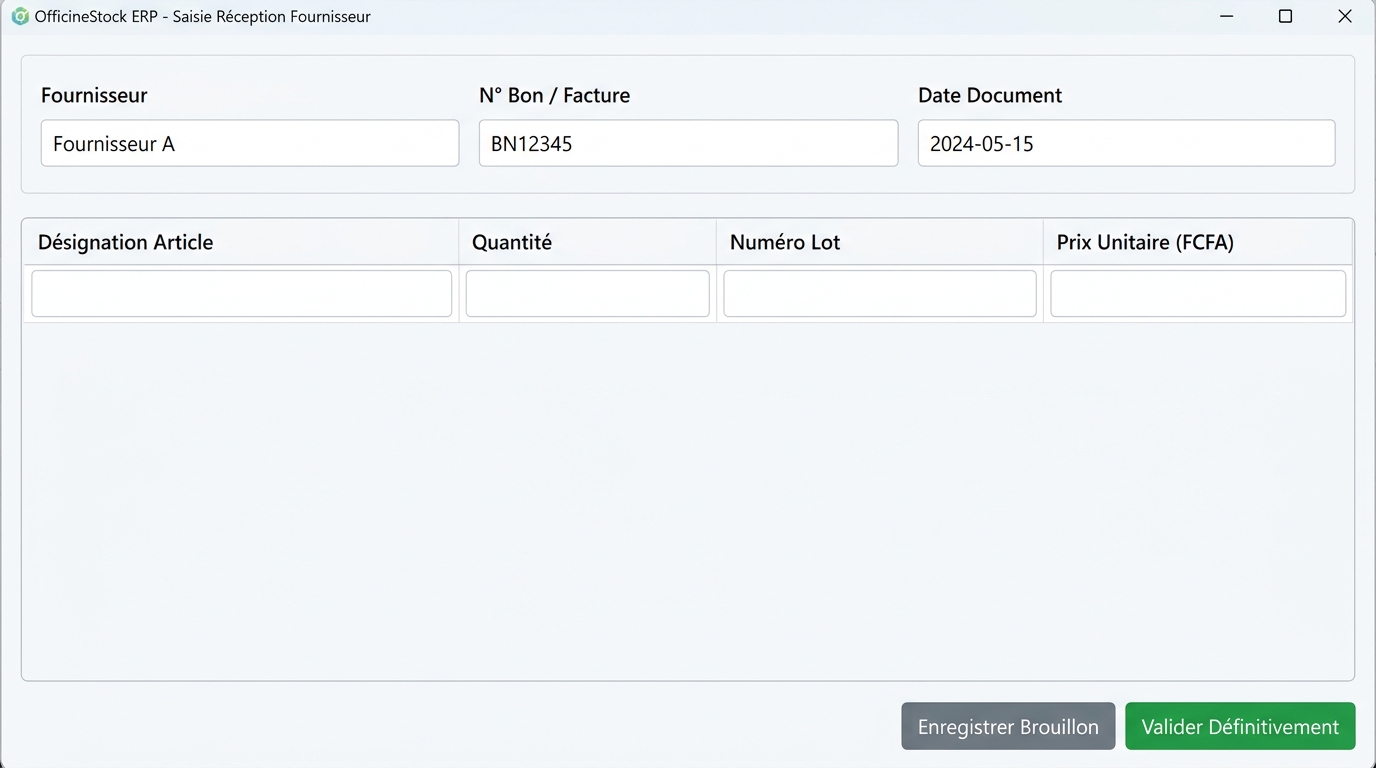 OfficineStock ERP - Saisie Réception Fournisseur
Fournisseur
N° Bon / Facture
Date Document
Fournisseur A
BN12345
2024-05-15
Désignation Article
Quantité
Numéro Lot
Prix Unitaire (FCFA)
Enregistrer Brouillon
Valider Définitivement